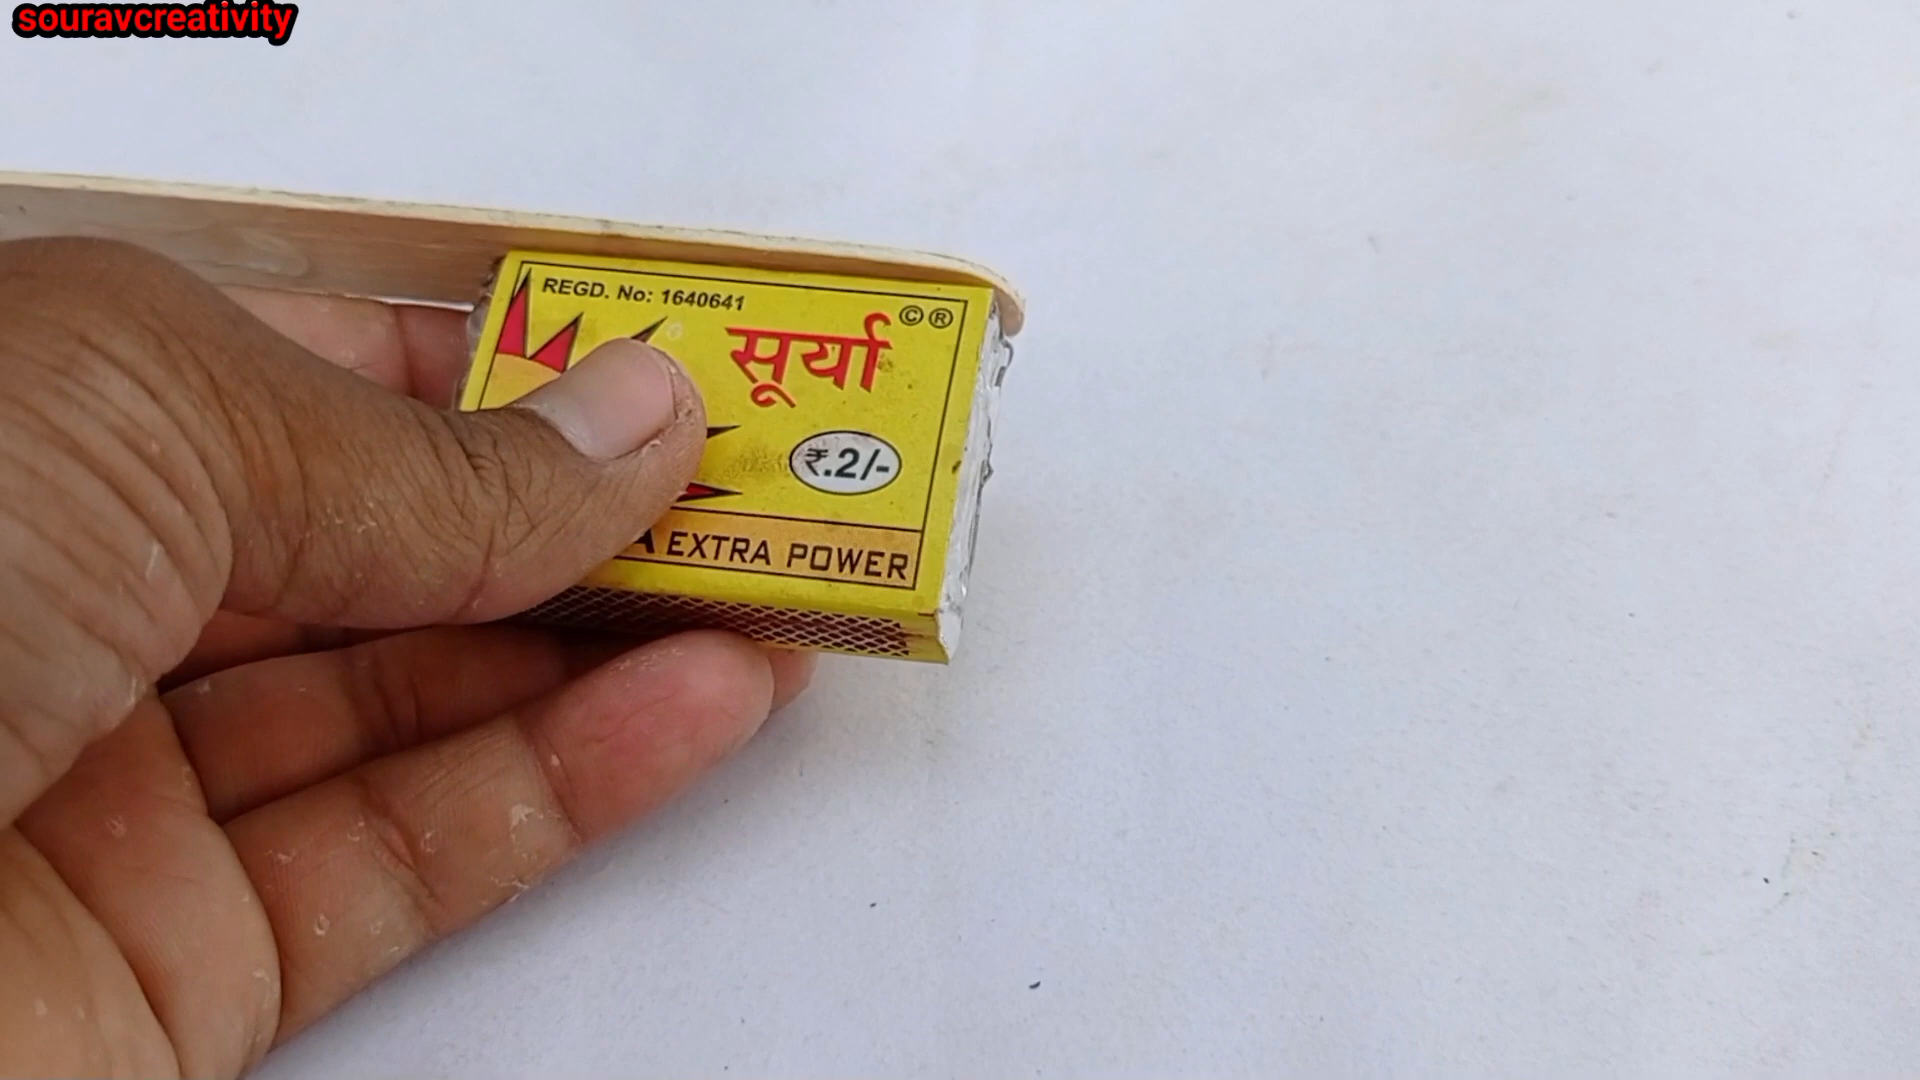 souravcreativity
REGD. No: 1640641
© ®
सूर्या
₹.2/-
EXTRA POWER